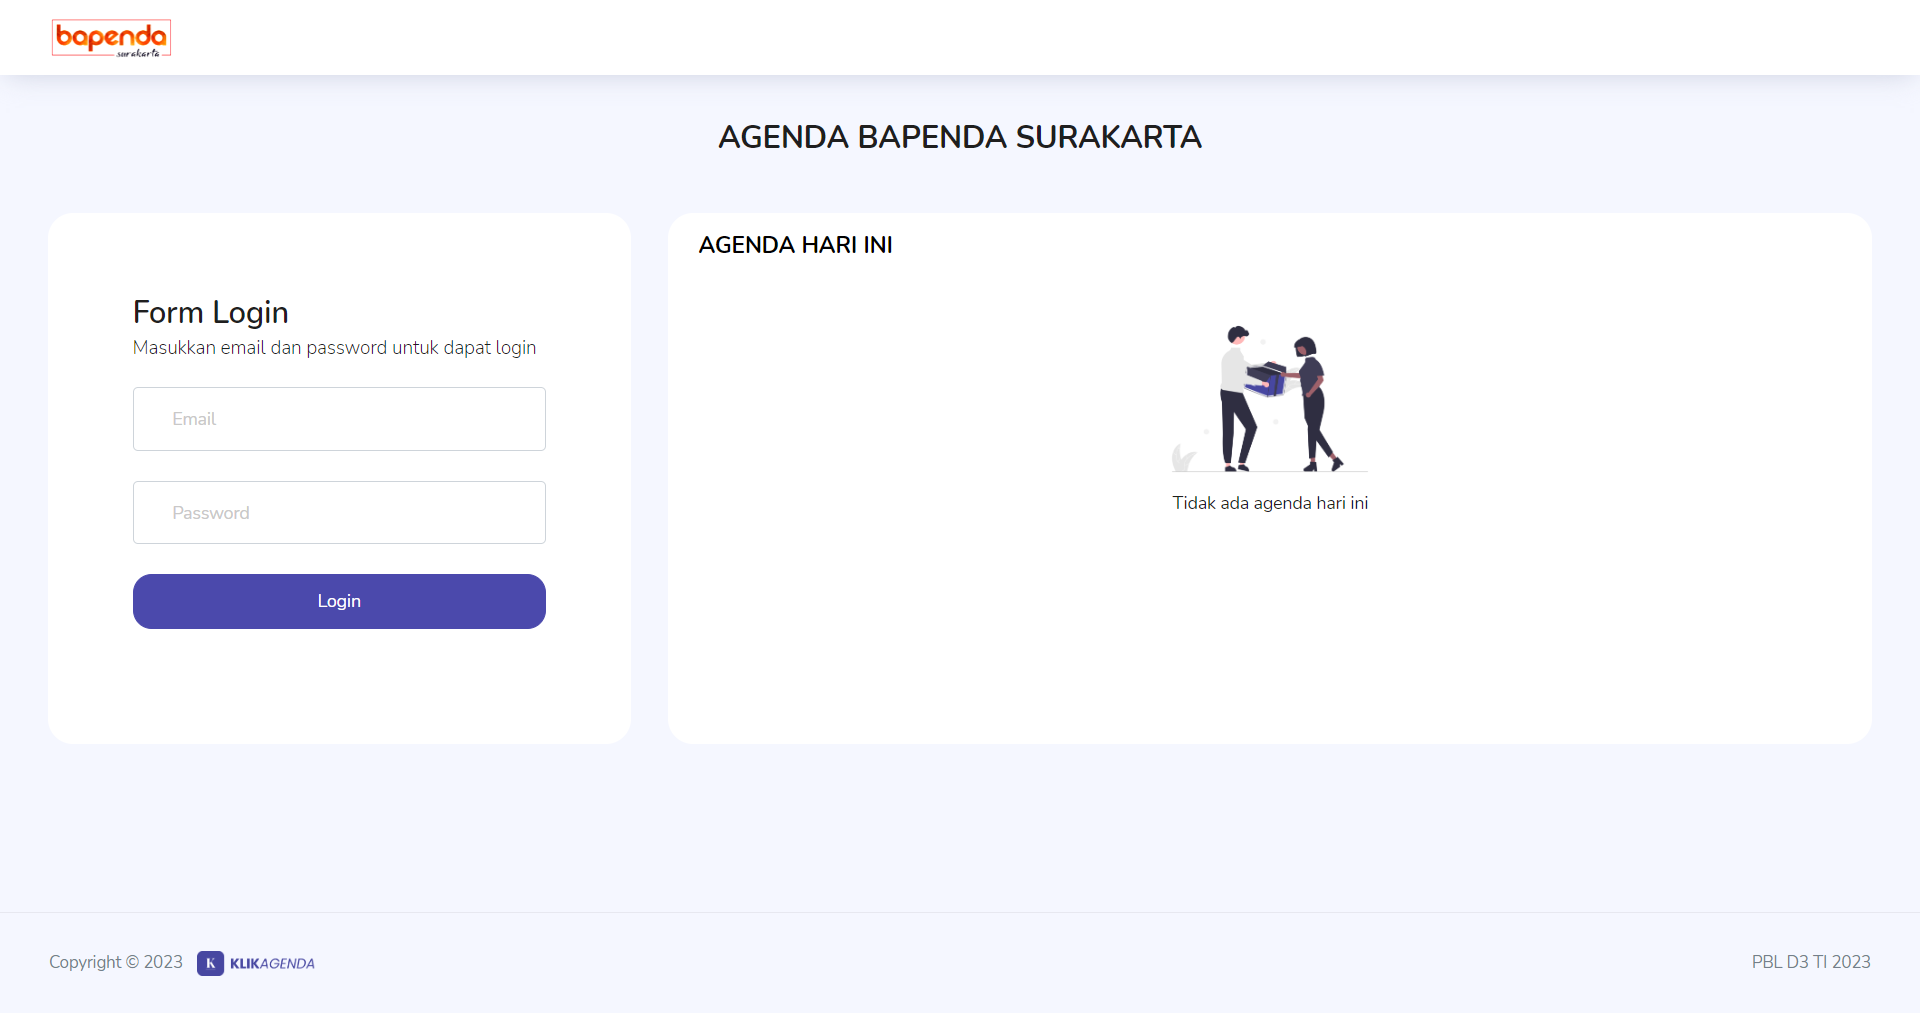 bapenda
surakarta
AGENDA BAPENDA SURAKARTA
Form Login
Masukkan email dan password untuk dapat login
Email
Password
Login
AGENDA HARI INI
Tidak ada agenda hari ini
Copyright © 2023 K KLIKAGENDA
PBL D3 TI 2023